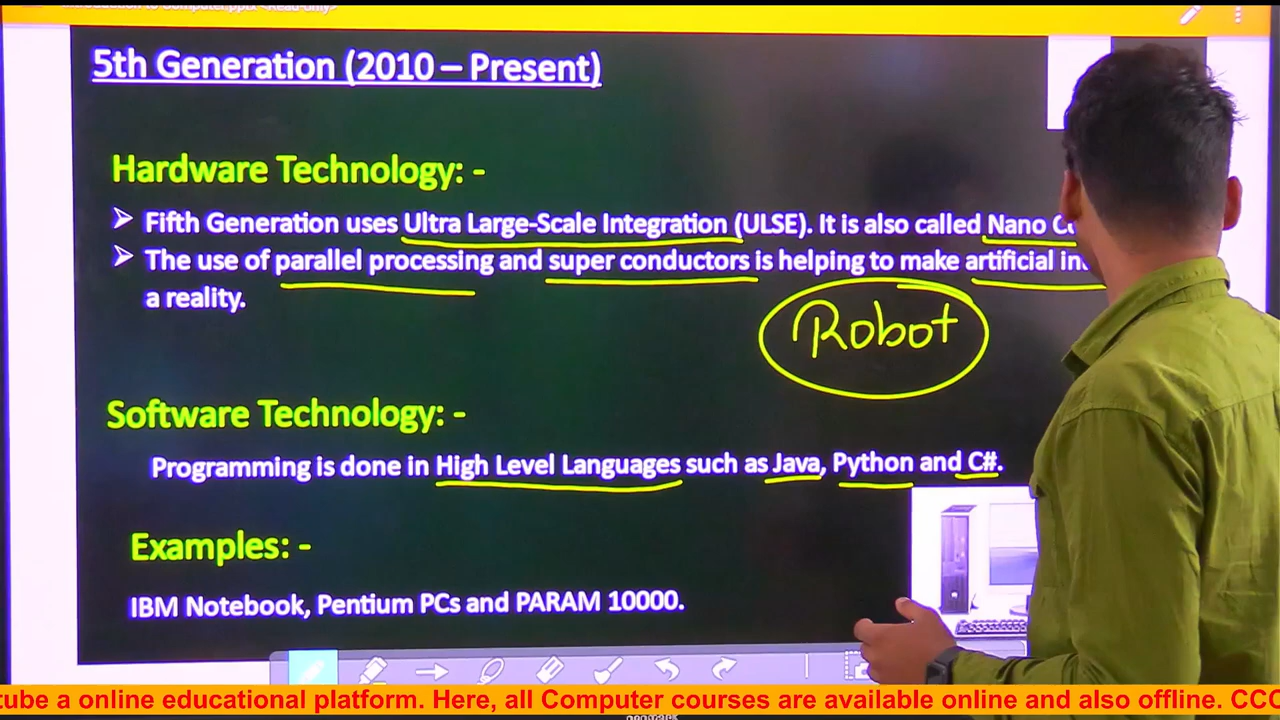 5th Generation (2010 – Present)
Hardware Technology: -
➢ Fifth Generation uses Ultra Large-Scale Integration (ULSE). It is also called Nano
➢ The use of parallel processing and super conductors is helping to make artificial
a reality.
Robot
Software Technology: -
Programming is done in High Level Languages such as Java, Python and C#.
Examples: -
IBM Notebook, Pentium PCs and PARAM 10000.
tube a online educational platform. Here, all Computer courses are available online and also offline. CCC